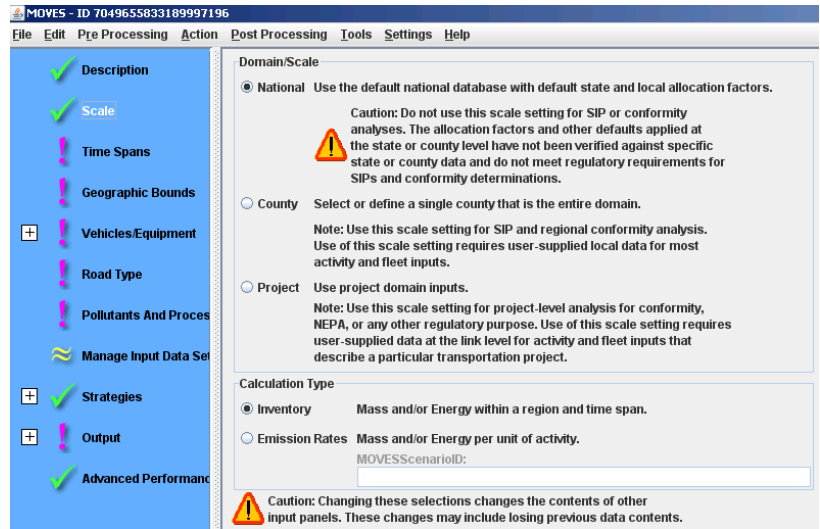 MOVES - ID 7049655833189997196
File Edit Pre Processing Action Post Processing Tools Settings Help
Description
Scale
Time Spans
Geographic Bounds
Vehicles/Equipment
Road Type
Pollutants And Proces
Manage Input Data Set
Strategies
Output
Advanced Performanc
Domain/Scale
National Use the default national database with default state and local allocation factors.
Caution: Do not use this scale setting for SIP or conformity
analyses. The allocation factors and other defaults applied at
the state or county level have not been verified against specific
state or county data and do not meet regulatory requirements for
SIPs and conformity determinations.
County Select or define a single county that is the entire domain.
Note: Use this scale setting for SIP and regional conformity analysis.
Use of this scale setting requires user-supplied local data for most
activity and fleet inputs.
Project Use project domain inputs.
Note: Use this scale setting for project-level analysis for conformity,
NEPA, or any other regulatory purpose. Use of this scale setting requires
user-supplied data at the link level for activity and fleet inputs that
describe a particular transportation project.
Calculation Type
Inventory Mass and/or Energy within a region and time span.
Emission Rates Mass and/or Energy per unit of activity.
MOVESScenarioID:
Caution: Changing these selections changes the contents of other
input panels. These changes may include losing previous data contents.